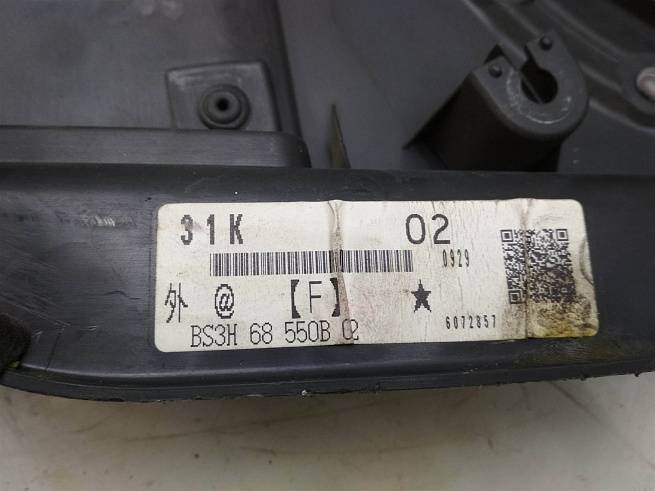 31K 02
0929
外 @ 【F】 ★
6072857
BS3H 68 550B 02